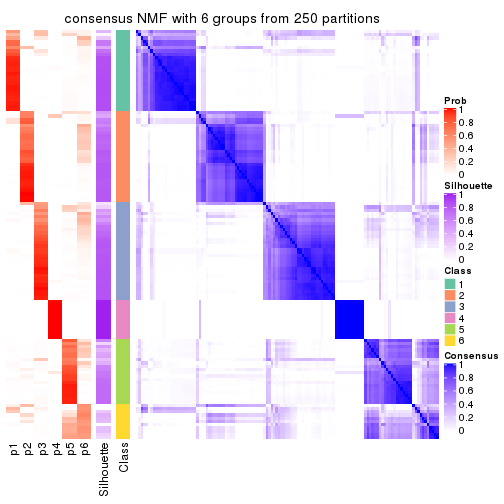 consensus NMF with 6 groups from 250 partitions
Prob
1
0.8
0.6
0.4
0.2
0
Silhouette
1
0.8
0.6
0.4
0.2
0
Class
1
2
3
4
5
6
Consensus
1
0.8
0.6
0.4
0.2
0
p1
p2
p3
p4
p5
p6
Silhouette
Class